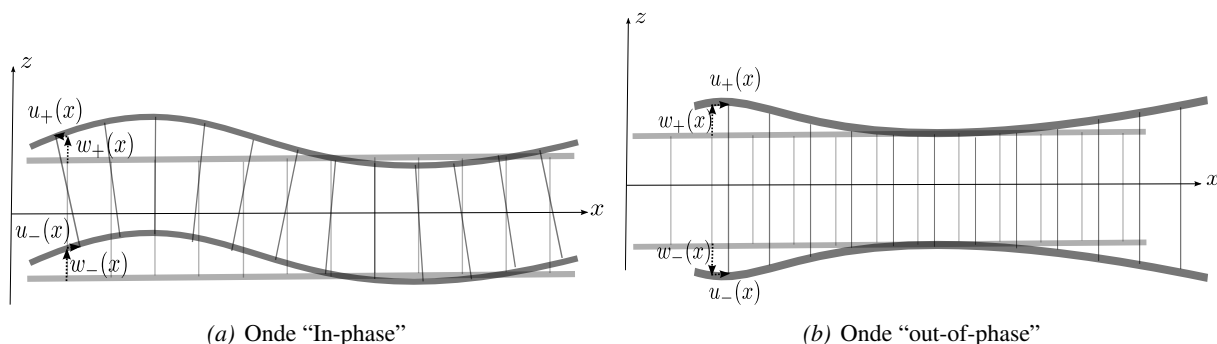 z
u₊(x)
w₊(x)
x
u₋(x)
w₋(x)
(a) Onde “In-phase”
z
u₊(x)
w₊(x)
x
w₋(x)
u₋(x)
(b) Onde “out-of-phase”